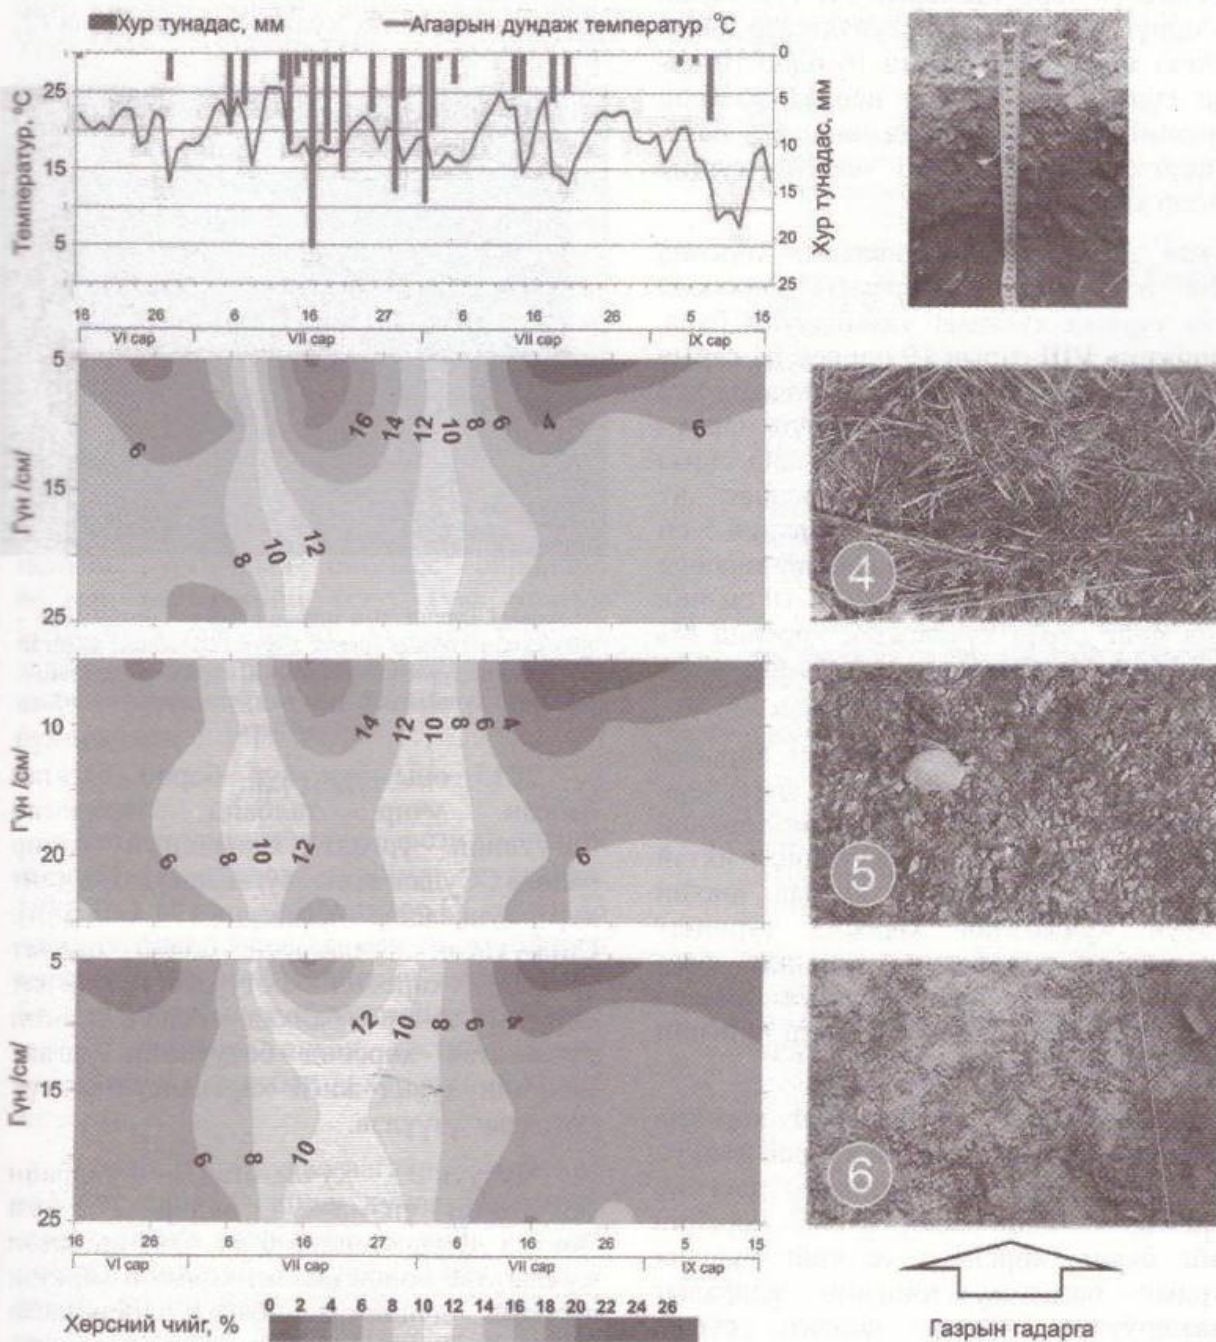 Хур тунадас, мм Агаарын дундаж температур °C
Температур, °C
25
20
15
1
5
0
5
10
15
20
25
Хур тунадас, мм
16 26 6 16 27 6 16 26 5 16
VI сар VII сар VII сар IX сар
Гүн /см/
5
15
25
6 16 14 12 10 8 6 4 6
8 10 12
4
Гүн /см/
10
20
14 12 10 8 6 4
6 8 10 12 6
5
Гүн /см/
5
15
25
12 10 8 6 4
6 8 10
6
16 26 6 16 27 6 16 26 5 15
VI сар VII сар VII сар IX сар
Хөрсний чийг, %
0 2 4 6 8 10 12 14 16 18 20 22 24 26
Газрын гадарга